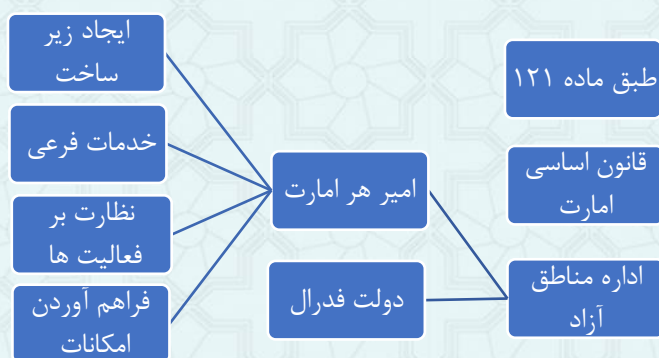 طبق ماده ۱۲۱
قانون اساسی
امارت
اداره مناطق
آزاد
امیر هر امارت
دولت فدرال
ایجاد زیر
ساخت
خدمات فرعی
نظارت بر
فعالیت ها
فراهم آوردن
امکانات